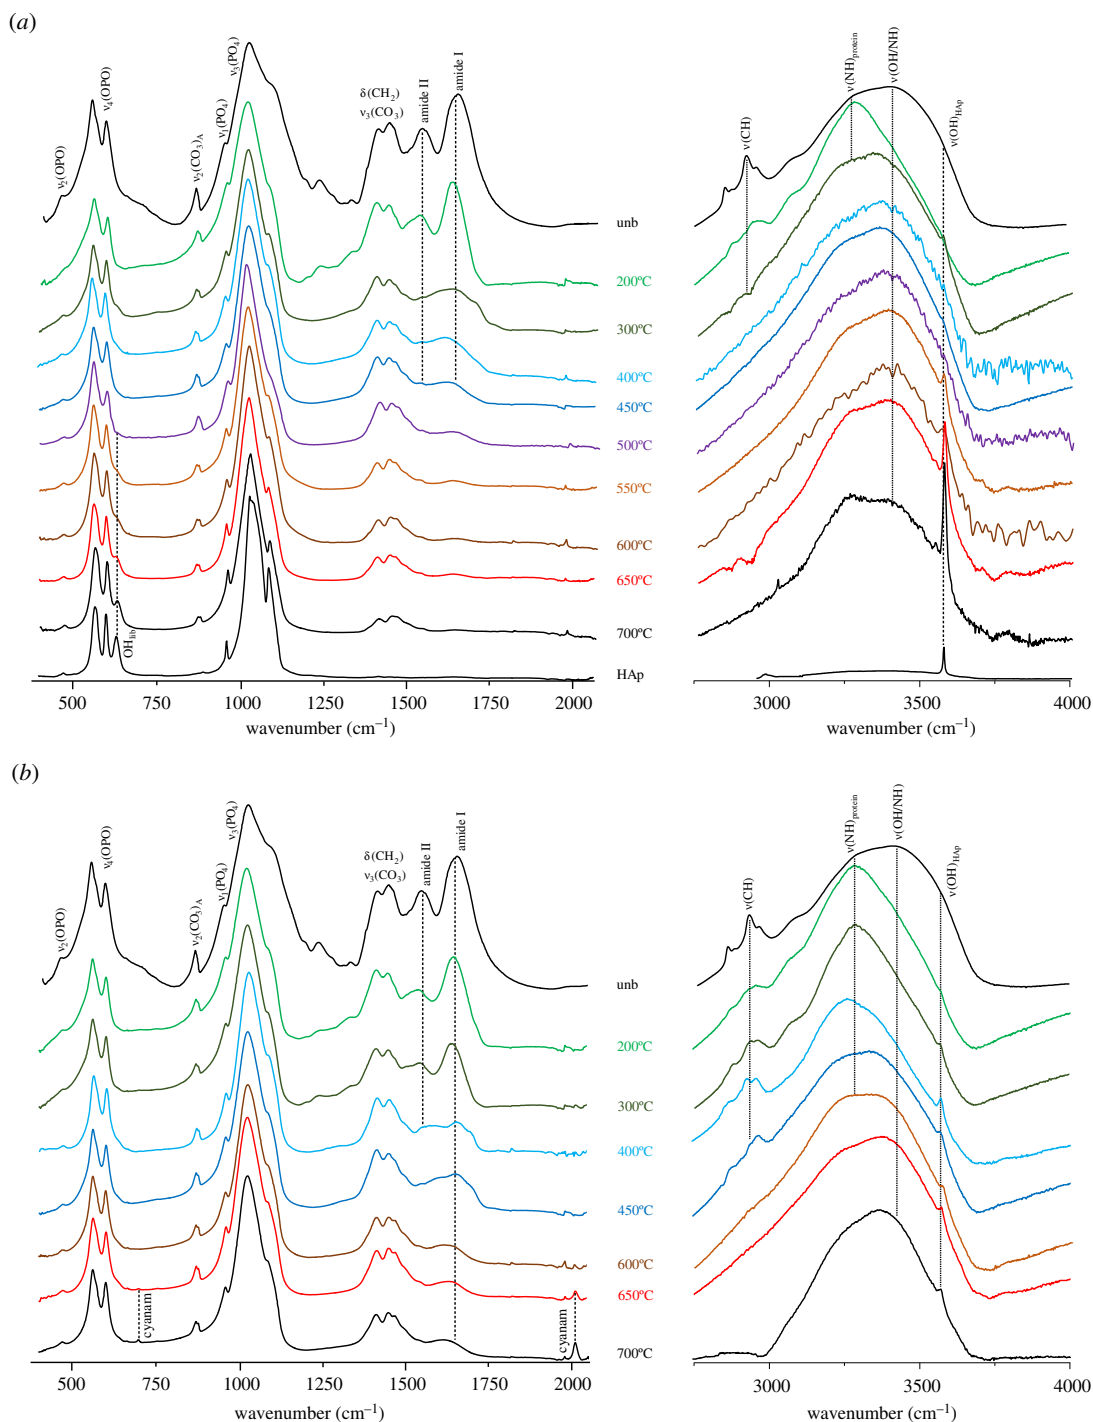 (a)
ν2(OPO)
ν4(OPO)
ν2(CO3)A
ν1(PO4)
ν3(PO4)
δ(CH2)
ν3(CO3)
amide II
amide I
ν(CH)
ν(NH)protein
ν(OH/NH)
ν(OH)HAp
unb
200ºC
300ºC
400ºC
450ºC
500ºC
550ºC
600ºC
650ºC
700ºC
HAp
OHlib
500 750 1000 1250 1500 1750 2000
wavenumber (cm–1)
3000 3250 3500 3750 4000
wavenumber (cm–1)
(b)
ν2(OPO)
ν4(OPO)
ν2(CO3)A
ν1(PO4)
ν3(PO4)
δ(CH2)
ν3(CO3)
amide II
amide I
ν(CH)
ν(NH)protein
ν(OH/NH)
ν(OH)HAp
unb
200ºC
300ºC
400ºC
450ºC
600ºC
650ºC
700ºC
cyanam
cyanam
500 750 1000 1250 1500 1750 2000
wavenumber (cm–1)
3000 3250 3500 3750 4000
wavenumber (cm–1)